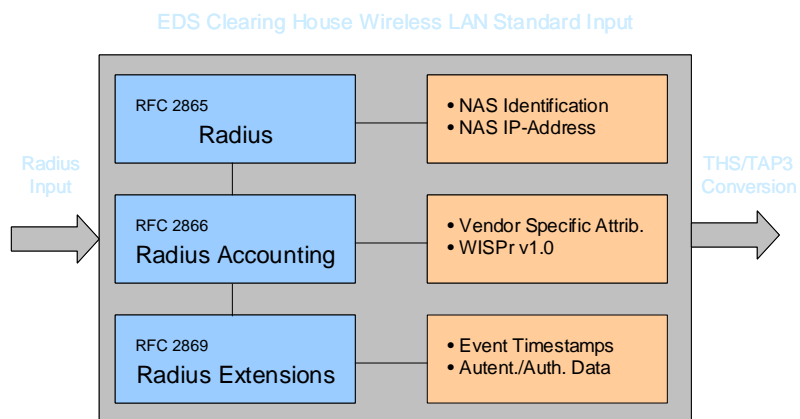 EDS Clearing House Wireless LAN Standard Input
RFC 2865
Radius
• NAS Identification
• NAS IP-Address
Radius
Input
THS/TAP3
Conversion
RFC 2866
Radius Accounting
• Vendor Specific Attrib.
• WISPr v1.0
RFC 2869
Radius Extensions
• Event Timestamps
• Autent./Auth. Data